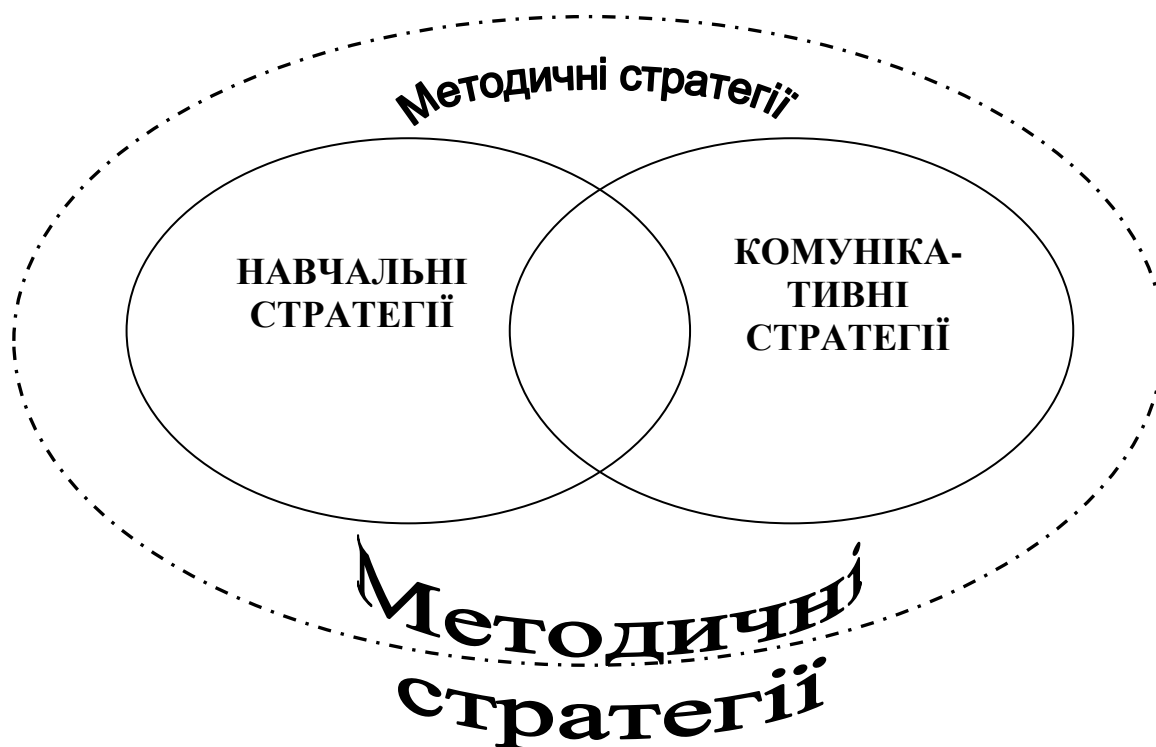 Методичні стратегії
НАВЧАЛЬНІ
СТРАТЕГІЇ
КОМУНІКА-
ТИВНІ
СТРАТЕГІЇ
Методичні
стратегії